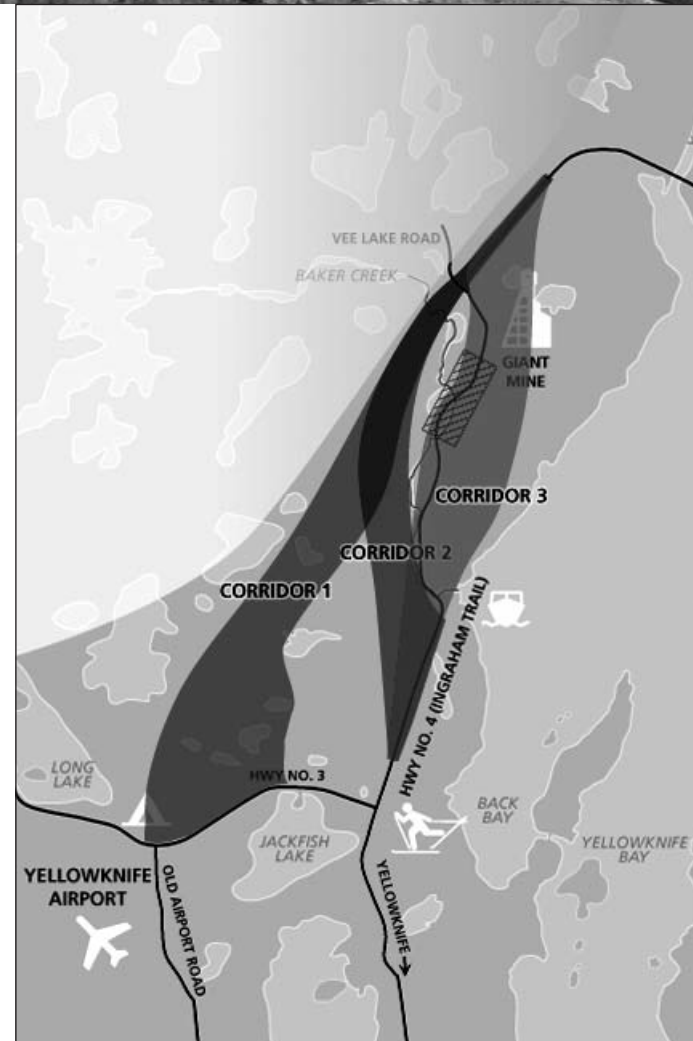 VEE LAKE ROAD
BAKER CREEK
GIANT
MINE
CORRIDOR 3
CORRIDOR 2
CORRIDOR 1
HWY NO. 4 (INGRAHAM TRAIL)
LONG
LAKE
HWY NO. 3
JACKFISH
LAKE
BACK
BAY
YELLOWKNIFE
BAY
YELLOWKNIFE
AIRPORT
OLD AIRPORT ROAD
YELLOWKNIFE